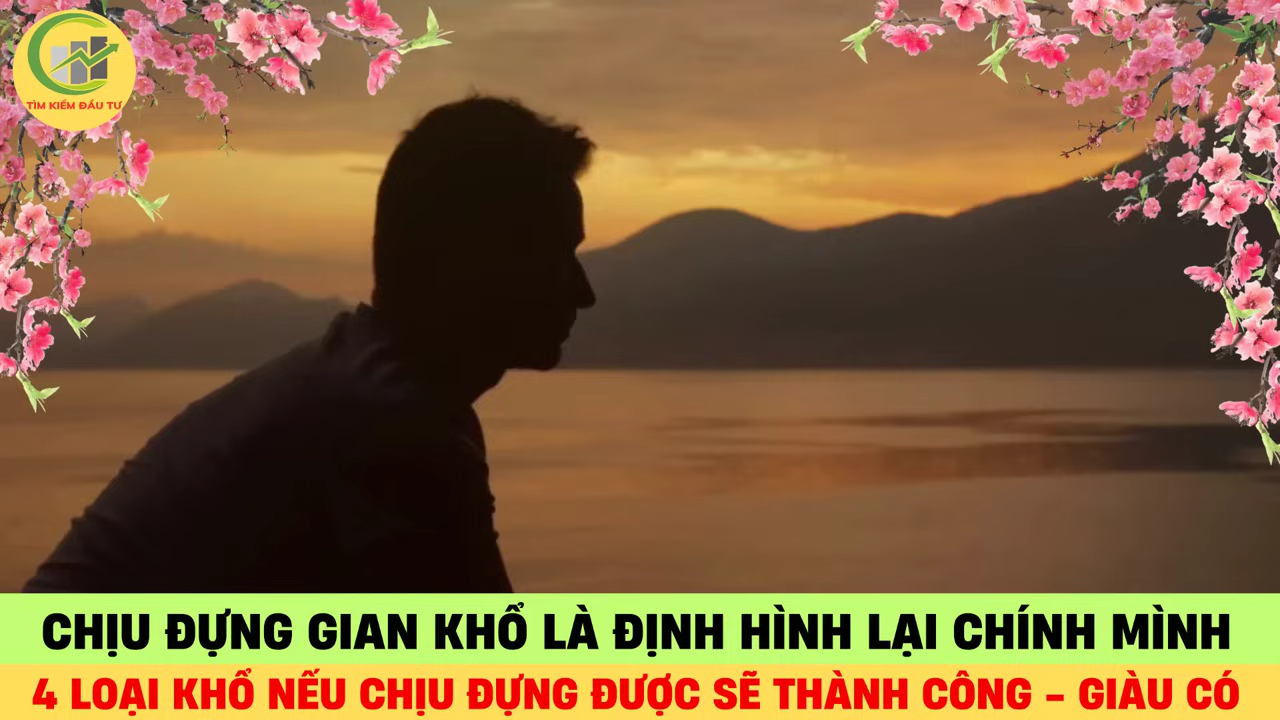 TÌM KIẾM ĐẦU TƯ
CHỊU ĐỰNG GIAN KHỔ LÀ ĐỊNH HÌNH LẠI CHÍNH MÌNH
4 LOẠI KHỔ NẾU CHỊU ĐỰNG ĐƯỢC SẼ THÀNH CÔNG - GIÀU CÓ